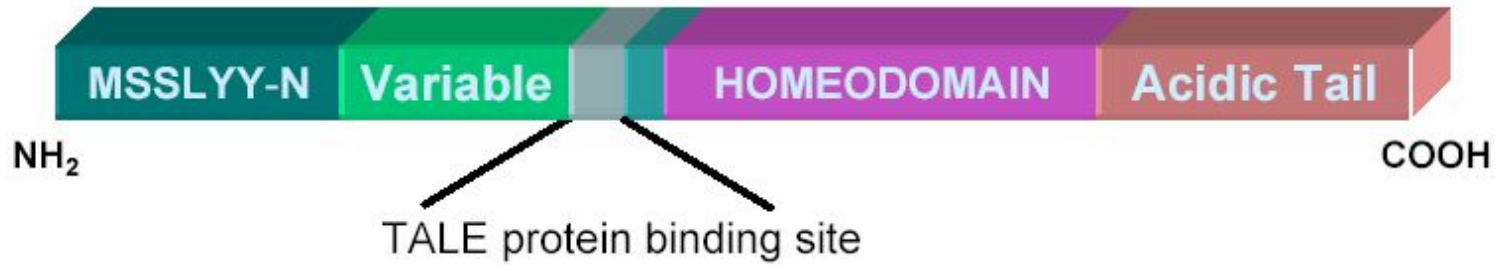 MSSLYY-N Variable HOMEODOMAIN Acidic Tail
NH₂ COOH
TALE protein binding site